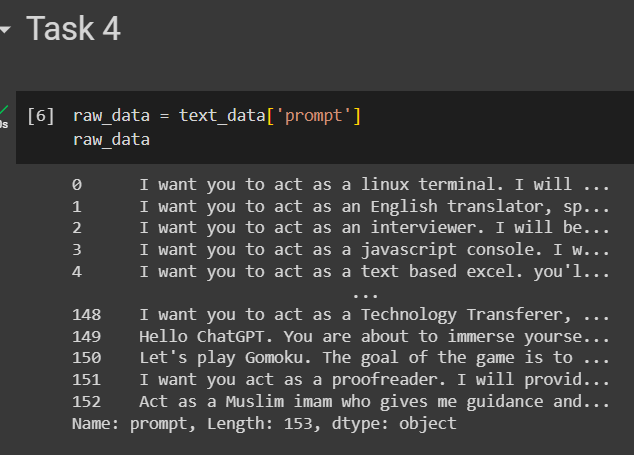 Task 4
[6] raw_data = text_data['prompt']
raw_data
0 I want you to act as a linux terminal. I will ...
1 I want you to act as an English translator, sp...
2 I want you to act as an interviewer. I will be...
3 I want you to act as a javascript console. I w...
4 I want you to act as a text based excel. you'l...
...
148 I want you to act as a Technology Transferer, ...
149 Hello ChatGPT. You are about to immerse yourse...
150 Let's play Gomoku. The goal of the game is to ...
151 I want you act as a proofreader. I will provid...
152 Act as a Muslim imam who gives me guidance and...
Name: prompt, Length: 153, dtype: object